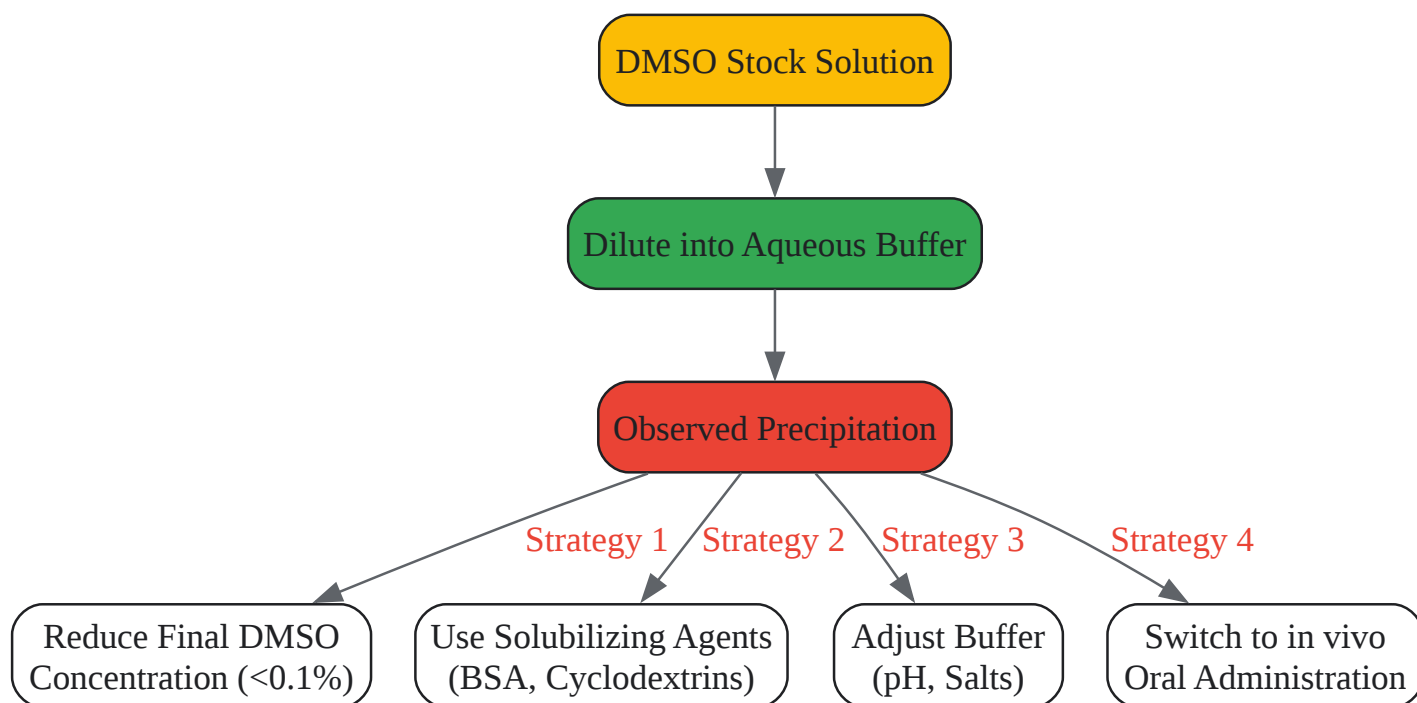 DMSO Stock Solution
Dilute into Aqueous Buffer
Observed Precipitation
Strategy 1
Strategy 2
Strategy 3
Strategy 4
Reduce Final DMSO
Concentration (<0.1%)
Use Solubilizing Agents
(BSA, Cyclodextrins)
Adjust Buffer
(pH, Salts)
Switch to in vivo
Oral Administration